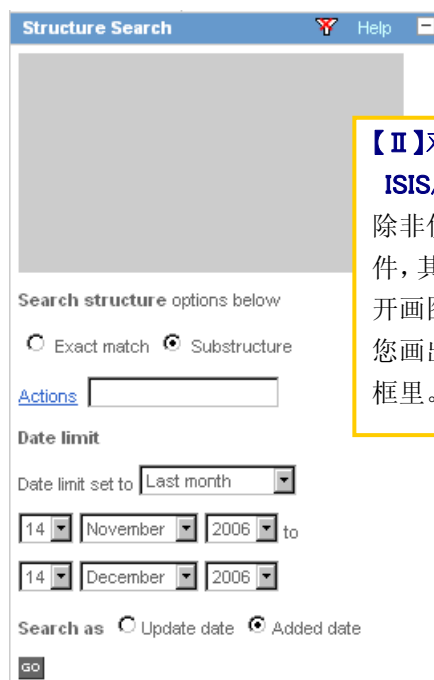 Structure Search Help
【Ⅱ】
ISIS
除非
件，其
开画
您画出
框里。
Search structure options below
Exact match Substructure
Actions
Date limit
Date limit set to Last month
14 November 2006 to
14 December 2006
Search as Update date Added date
GO